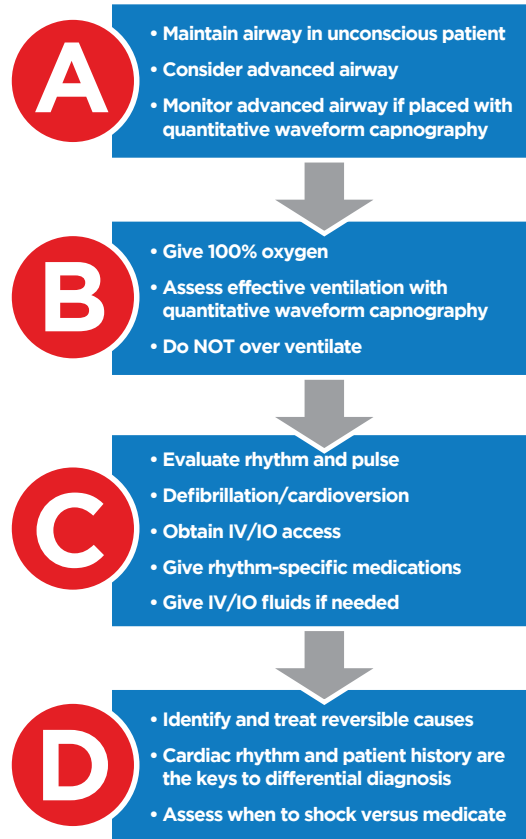 A
• Maintain airway in unconscious patient
• Consider advanced airway
• Monitor advanced airway if placed with
quantitative waveform capnography
B
• Give 100% oxygen
• Assess effective ventilation with
quantitative waveform capnography
• Do NOT over ventilate
C
• Evaluate rhythm and pulse
• Defibrillation/cardioversion
• Obtain IV/IO access
• Give rhythm-specific medications
• Give IV/IO fluids if needed
D
• Identify and treat reversible causes
• Cardiac rhythm and patient history are
the keys to differential diagnosis
• Assess when to shock versus medicate